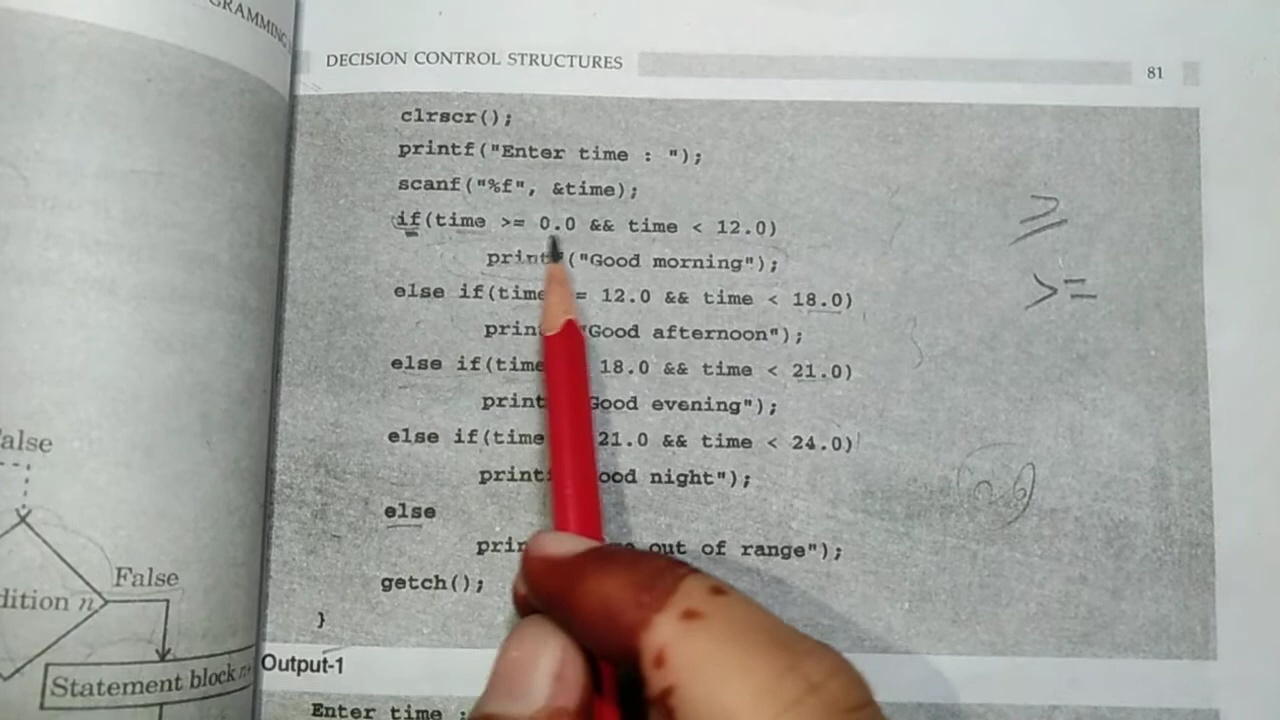 GRAMMING
DECISION CONTROL STRUCTURES 81
clrscr();
printf("Enter time : ");
scanf("%f", &time);
if(time >= 0.0 && time < 12.0)
printf("Good morning");
else if(time = 12.0 && time < 18.0)
print "Good afternoon");
else if(time 18.0 && time < 21.0)
print Good evening");
else if(time 21.0 && time < 24.0)
print ood night");
else
prin out of range");
getch();
}
Output-1
Enter time :
≥
>=
alse
False
dition n
Statement block